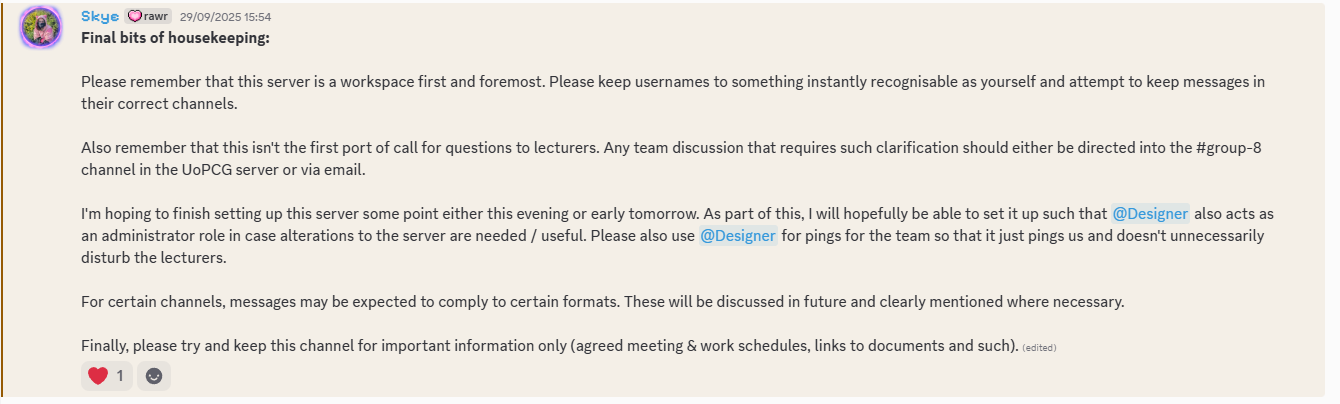 Skye rawr 29/09/2025 15:54
Final bits of housekeeping:
Please remember that this server is a workspace first and foremost. Please keep usernames to something instantly recognisable as yourself and attempt to keep messages in
their correct channels.
Also remember that this isn't the first port of call for questions to lecturers. Any team discussion that requires such clarification should either be directed into the #group-8
channel in the UoPCG server or via email.
I'm hoping to finish setting up this server some point either this evening or early tomorrow. As part of this, I will hopefully be able to set it up such that @Designer also acts as
an administrator role in case alterations to the server are needed / useful. Please also use @Designer for pings for the team so that it just pings us and doesn't unnecessarily
disturb the lecturers.
For certain channels, messages may be expected to comply to certain formats. These will be discussed in future and clearly mentioned where necessary.
Finally, please try and keep this channel for important information only (agreed meeting & work schedules, links to documents and such). (edited)
1